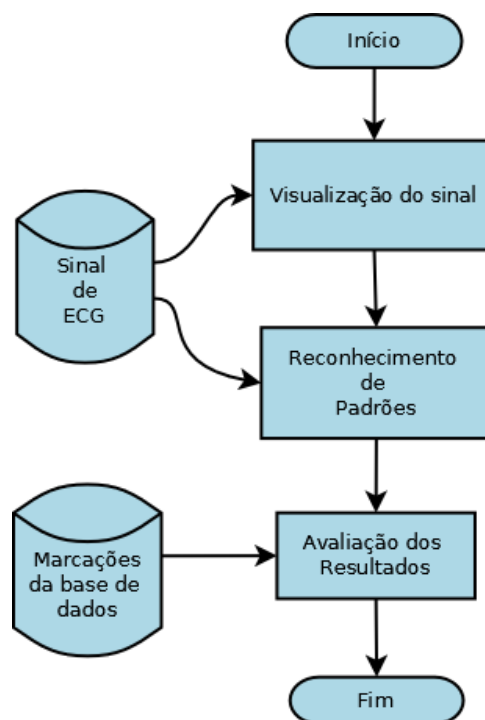 Início
Visualização do sinal
Sinal
de
ECG
Reconhecimento
de
Padrões
Marcações
da base de
dados
Avaliação dos
Resultados
Fim